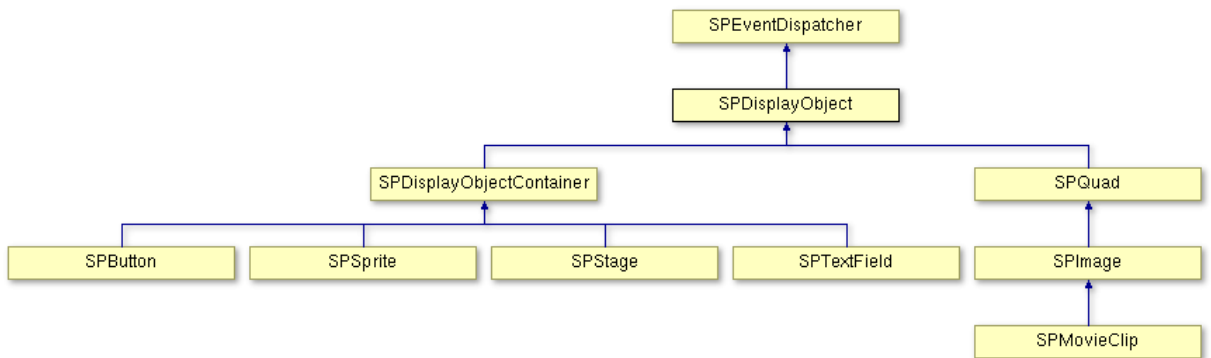 SPEventDispatcher
SPDisplayObject
SPDisplayObjectContainer
SPQuad
SPButton
SPSprite
SPStage
SPTextField
SPImage
SPMovieClip